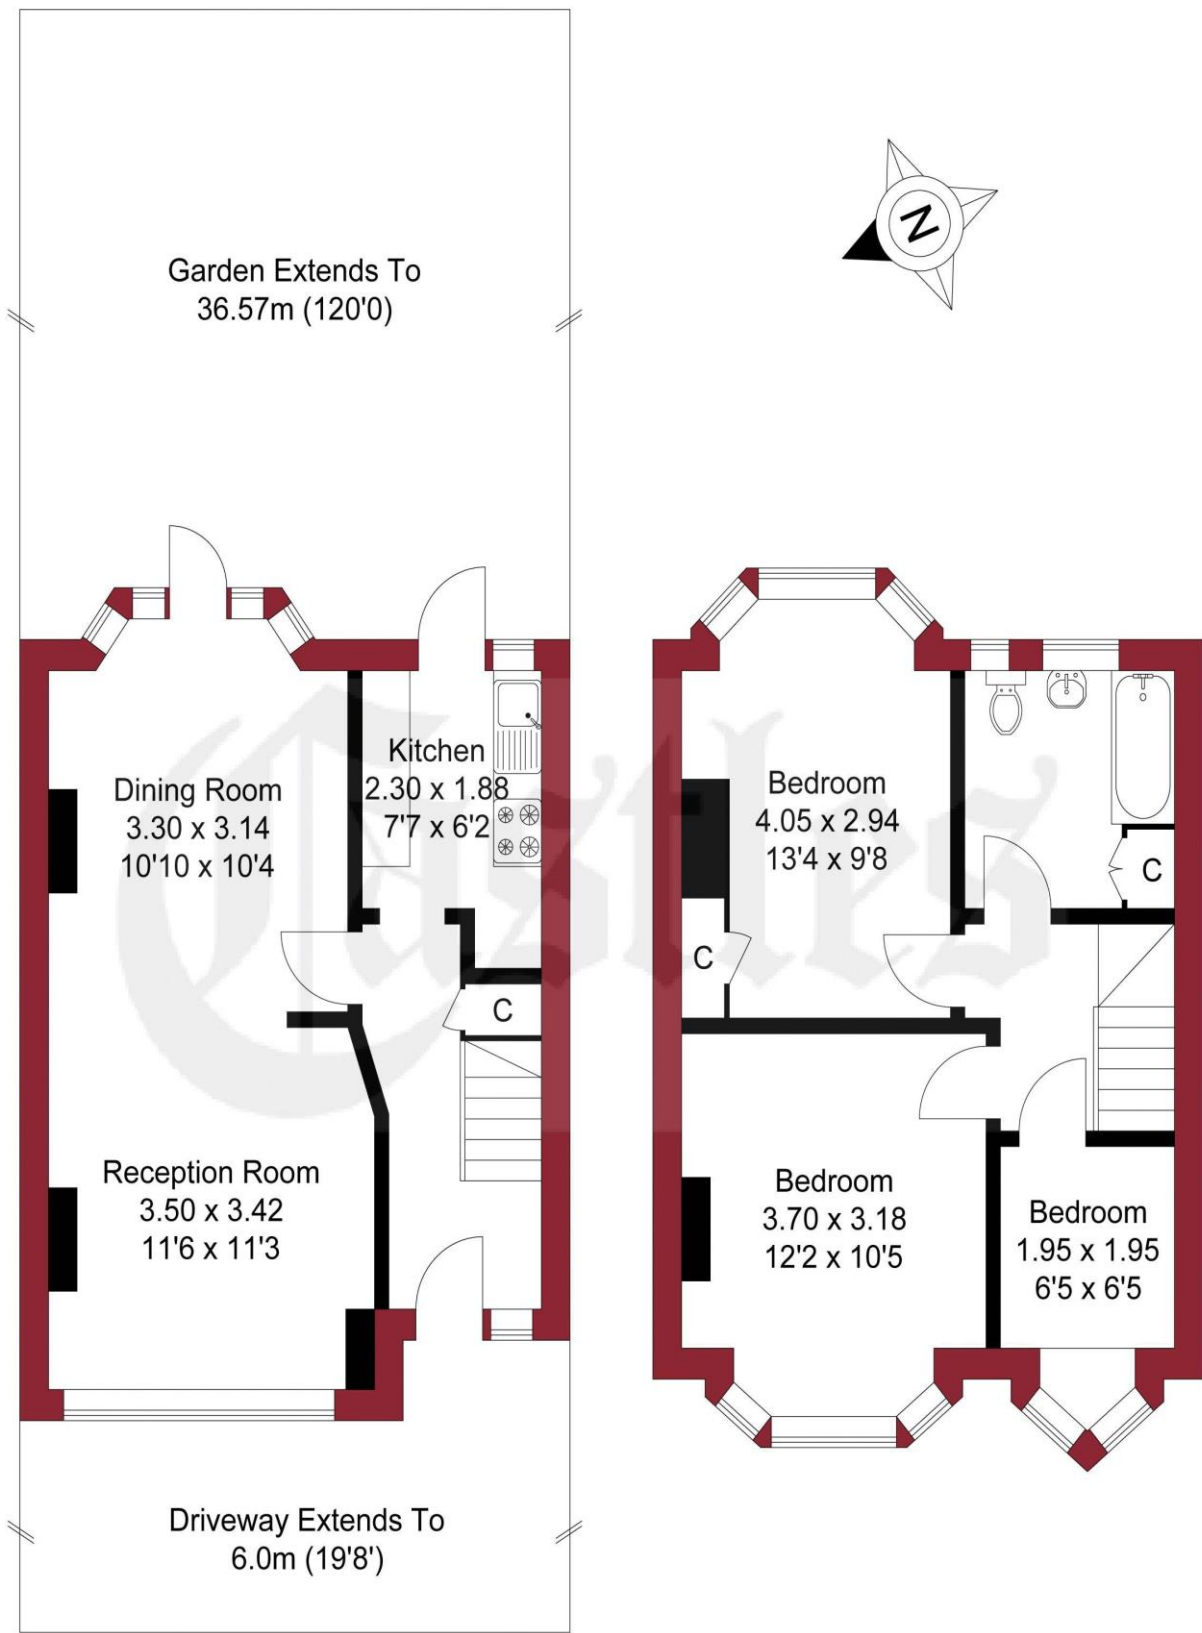 Garden Extends To
36.57m (120'0)
N
Kitchen
2.30 x 1.88
7'7 x 6'2
Dining Room
3.30 x 3.14
10'10 x 10'4
C
Reception Room
3.50 x 3.42
11'6 x 11'3
Driveway Extends To
6.0m (19'8')
Bedroom
4.05 x 2.94
13'4 x 9'8
C
C
Bedroom
3.70 x 3.18
12'2 x 10'5
Bedroom
1.95 x 1.95
6'5 x 6'5
Castles